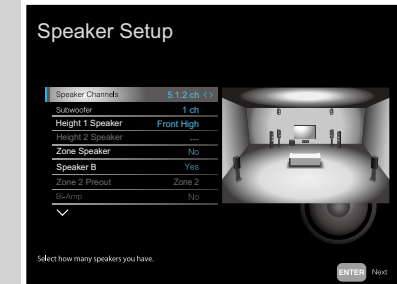 Speaker Setup
Speaker Channels 5.1.2 ch <>
Subwoofer 1 ch
Height 1 Speaker Front High
Height 2 Speaker ---
Zone Speaker No
Speaker B Yes
Zone 2 Preout Zone 2
Bi-Amp No
Select how many speakers you have.
ENTER Next